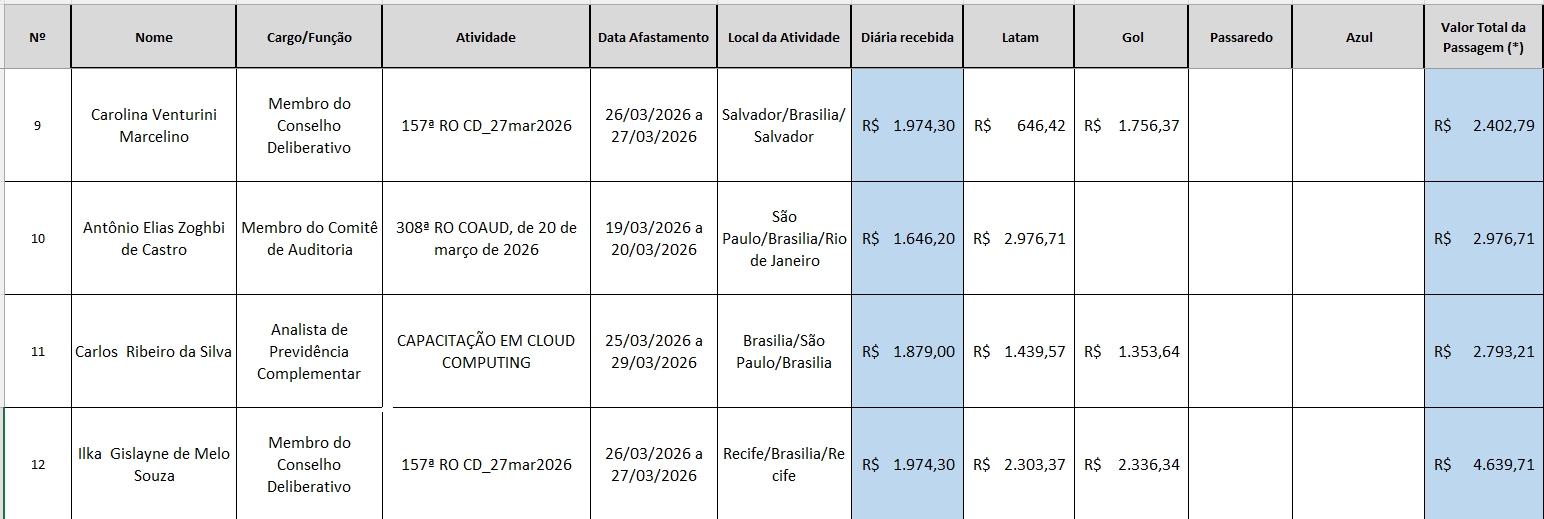 Nº Nome Cargo/Função Atividade Data Afastamento Local da Atividade Diária recebida Latam Gol Passaredo Azul Valor Total da
Passagem (*)
9
Carolina Venturini
Marcelino
Membro do
Conselho
Deliberativo
157ª RO CD_27mar2026
26/03/2026 a
27/03/2026
Salvador/Brasilia/
Salvador
R$ 1.974,30
R$ 646,42
R$ 1.756,37
R$ 2.402,79
10
Antônio Elias Zoghbi
de Castro
Membro do Comitê
de Auditoria
308ª RO COAUD, de 20 de
março de 2026
19/03/2026 a
20/03/2026
São
Paulo/Brasilia/Rio
de Janeiro
R$ 1.646,20
R$ 2.976,71
R$ 2.976,71
11
Carlos  Ribeiro da Silva
Analista de
Previdência
Complementar
CAPACITAÇÃO EM CLOUD
COMPUTING
25/03/2026 a
29/03/2026
Brasilia/São
Paulo/Brasilia
R$ 1.879,00
R$ 1.439,57
R$ 1.353,64
R$ 2.793,21
12
Ilka  Gislayne de Melo
Souza
Membro do
Conselho
Deliberativo
157ª RO CD_27mar2026
26/03/2026 a
27/03/2026
Recife/Brasilia/Re
cife
R$ 1.974,30
R$ 2.303,37
R$ 2.336,34
R$ 4.639,71